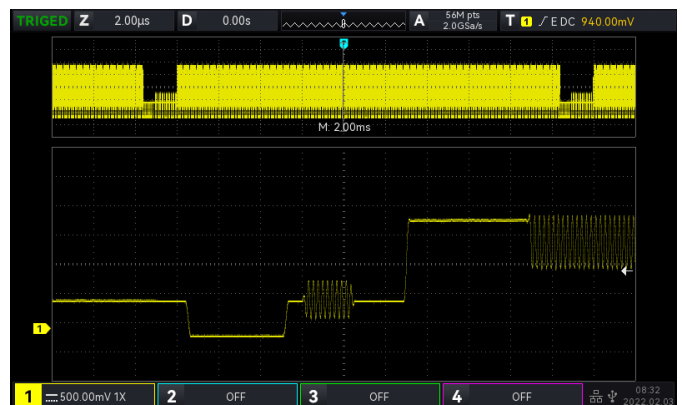 TRIGED Z 2.00μs D 0.00s A 56M pts 2.0GSa/s T 1 E DC 940.00mV
T
M: 2.00ms
1
1 500.00mV 1X 2 OFF 3 OFF 4 OFF 08:32
2022.02.03